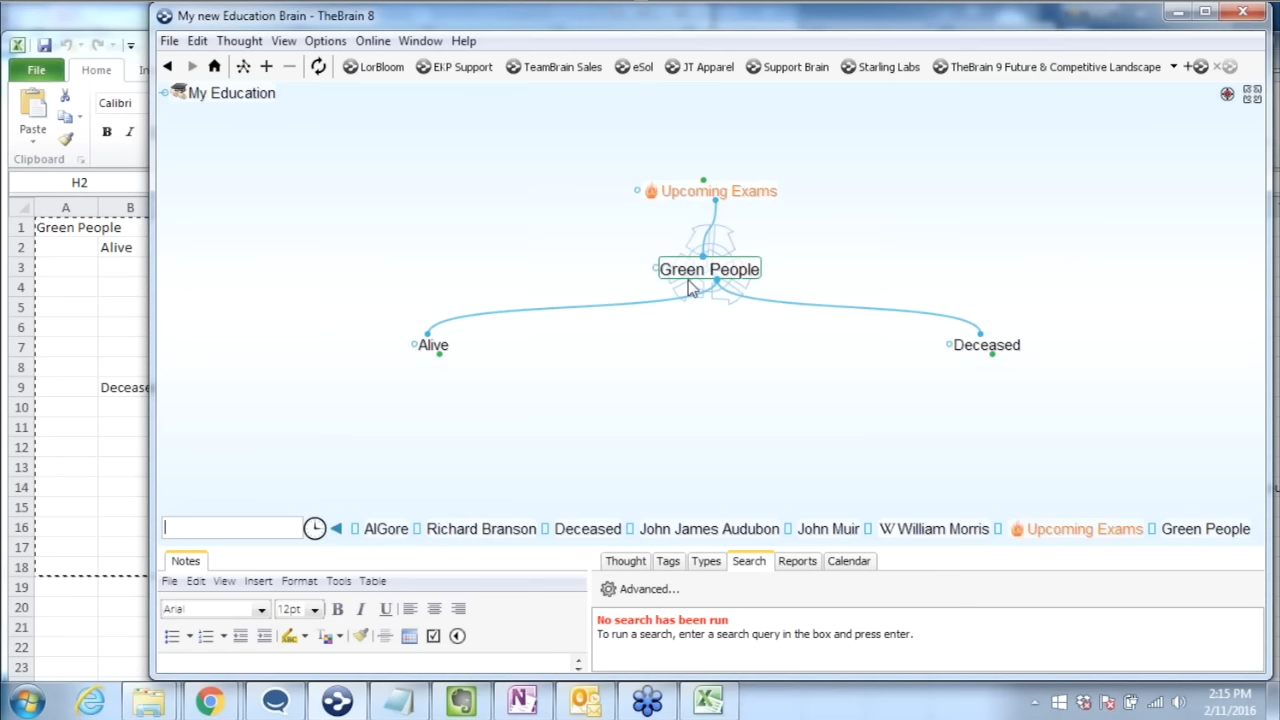 My new Education Brain - TheBrain 8
File Edit Thought View Options Online Window Help
LorBloom EKP Support TeamBrain Sales eSol JT Apparel Support Brain Starling Labs TheBrain 9 Future & Competitive Landscape
My Education
Upcoming Exams
Green People
Alive
Deceased
AlGore Richard Branson Deceased John James Audubon John Muir William Morris Upcoming Exams Green People
Notes
File Edit View Insert Format Tools Table
Arial 12pt B I U
Thought Tags Types Search Reports Calendar
Advanced...
No search has been run
To run a search, enter a search query in the box and press enter.
File Home In
Paste
Calibri
B I
Clipboard
H2
A B
1 Green People
2 Alive
3
4
5
6
7
8
9 Decease
10
11
12
13
14
15
16
17
18
19
20
21
22
23
2:15 PM
2/11/2016